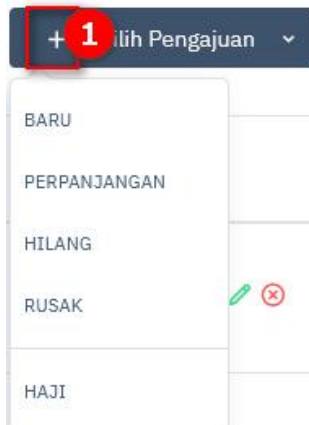 + 1 ilih Pengajuan
BARU
PERPANJANGAN
HILANG
RUSAK
HAJI